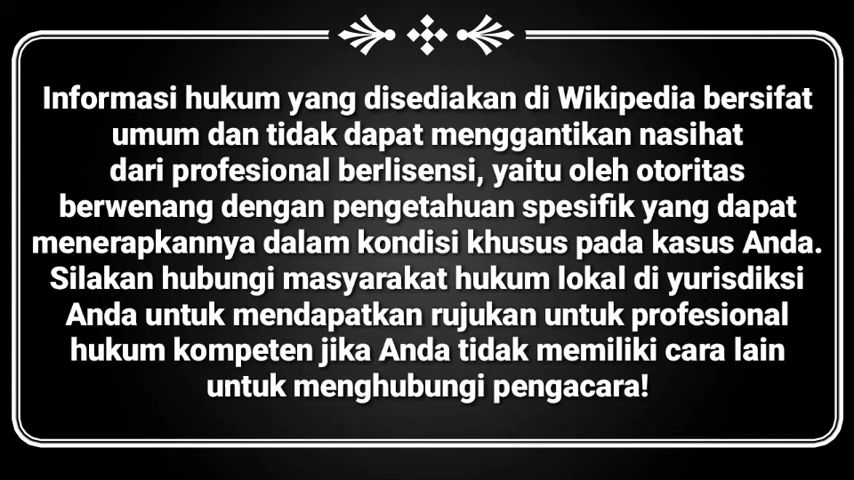 Informasi hukum yang disediakan di Wikipedia bersifat
umum dan tidak dapat menggantikan nasihat
dari profesional berlisensi, yaitu oleh otoritas
berwenang dengan pengetahuan spesifik yang dapat
menerapkannya dalam kondisi khusus pada kasus Anda.
Silakan hubungi masyarakat hukum lokal di yurisdiksi
Anda untuk mendapatkan rujukan untuk profesional
hukum kompeten jika Anda tidak memiliki cara lain
untuk menghubungi pengacara!